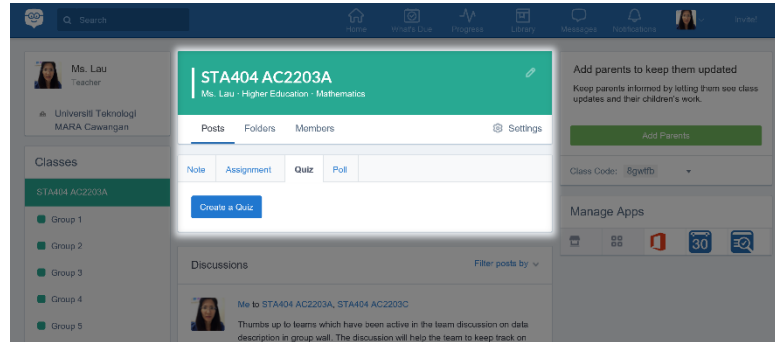 Search
Home
What's Due
Progress
Library
Messages
Notifications
Invite!
Ms. Lau
Teacher
Universiti Teknologi
MARA Cawangan
Classes
STA404 AC2203A
Group 1
Group 2
Group 3
Group 4
Group 5
STA404 AC2203A
Ms. Lau · Higher Education · Mathematics
Posts Folders Members Settings
Note Assignment Quiz Poll
Create a Quiz
Discussions Filter posts by
Me to STA404 AC2203A, STA404 AC2203C
Thumbs up to teams which have been active in the team discussion on data
description in group wall. The discussion will help the team to keep track on
Add parents to keep them updated
Keep parents informed by letting them see class
updates and their children's work.
Add Parents
Class Code: 8gwtfb
Manage Apps
30